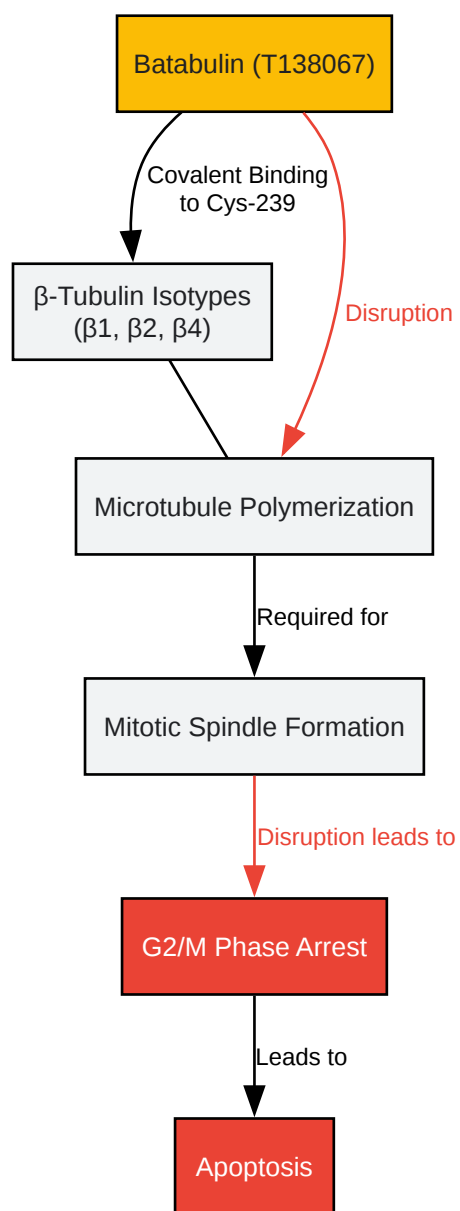 Batabulin (T138067)
Covalent Binding
to Cys-239
β-Tubulin Isotypes
(β1, β2, β4)
Disruption
Microtubule Polymerization
Required for
Mitotic Spindle Formation
Disruption leads to
G2/M Phase Arrest
Leads to
Apoptosis